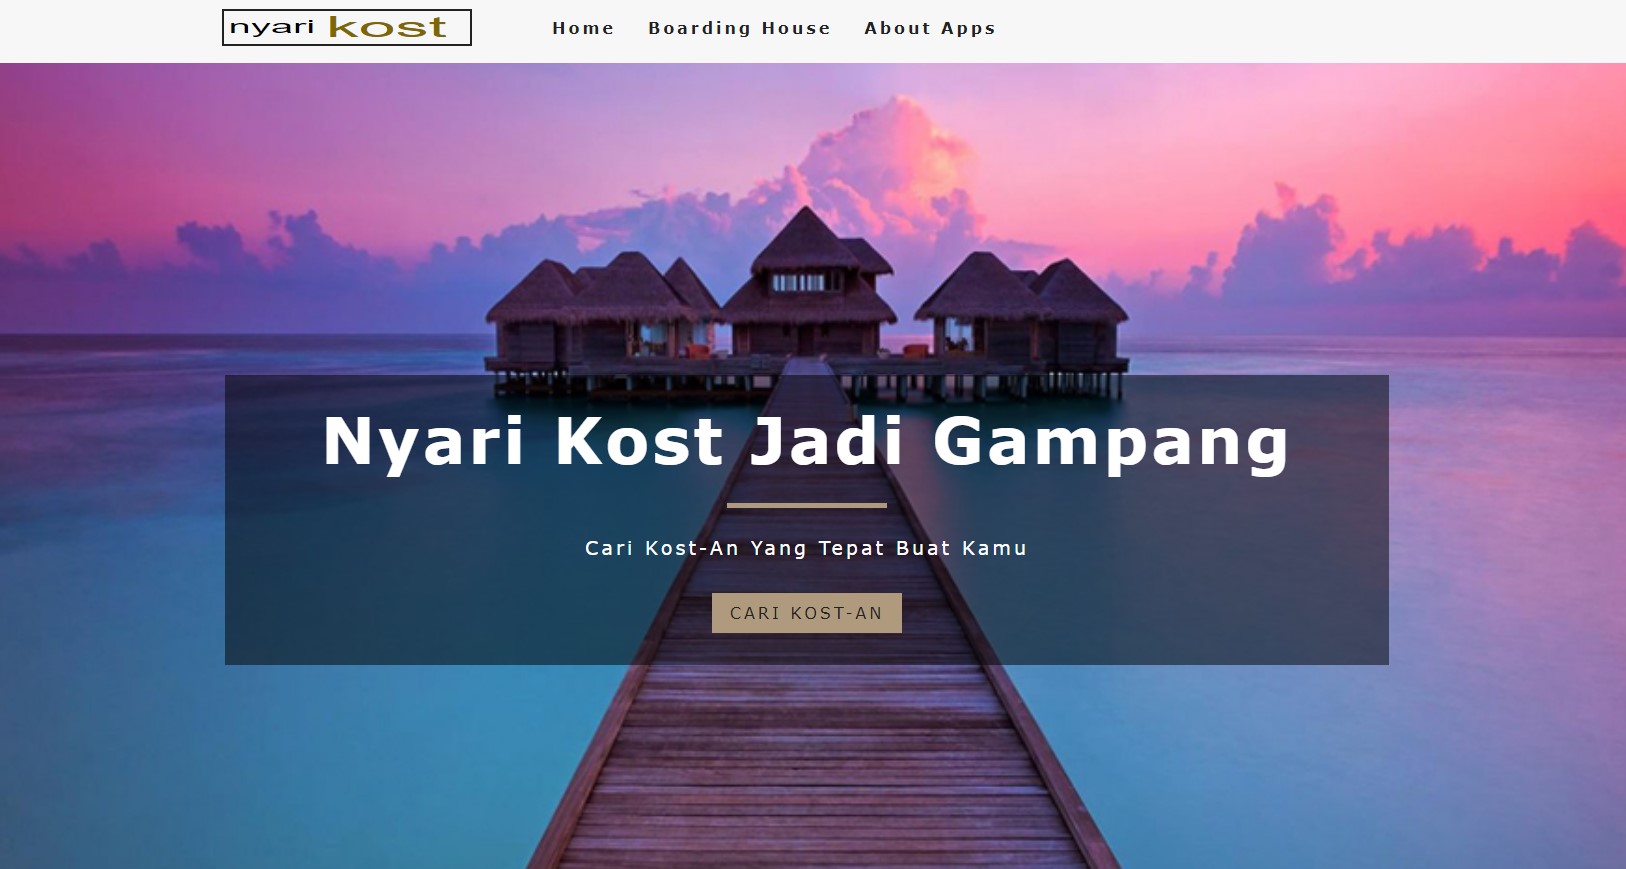 nyari kost
Home
Boarding House
About Apps
Nyari Kost Jadi Gampang
Cari Kost-An Yang Tepat Buat Kamu
CARI KOST-AN